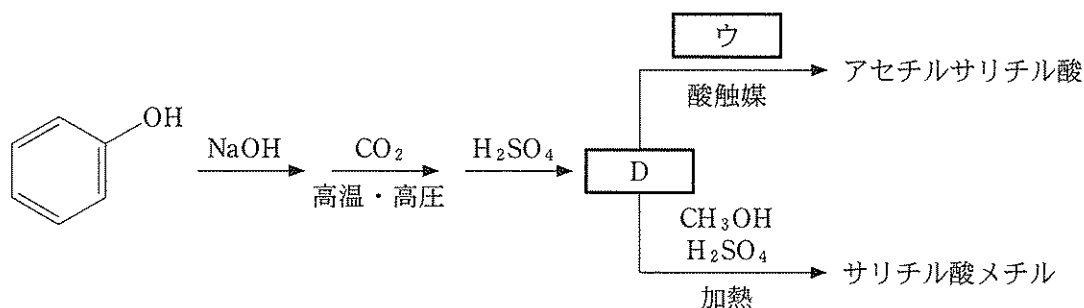 ウ
アセチルサリチル酸
酸触媒
OH
NaOH
CO₂
高温・高圧
H₂SO₄
D
CH₃OH
H₂SO₄
加熱
サリチル酸メチル